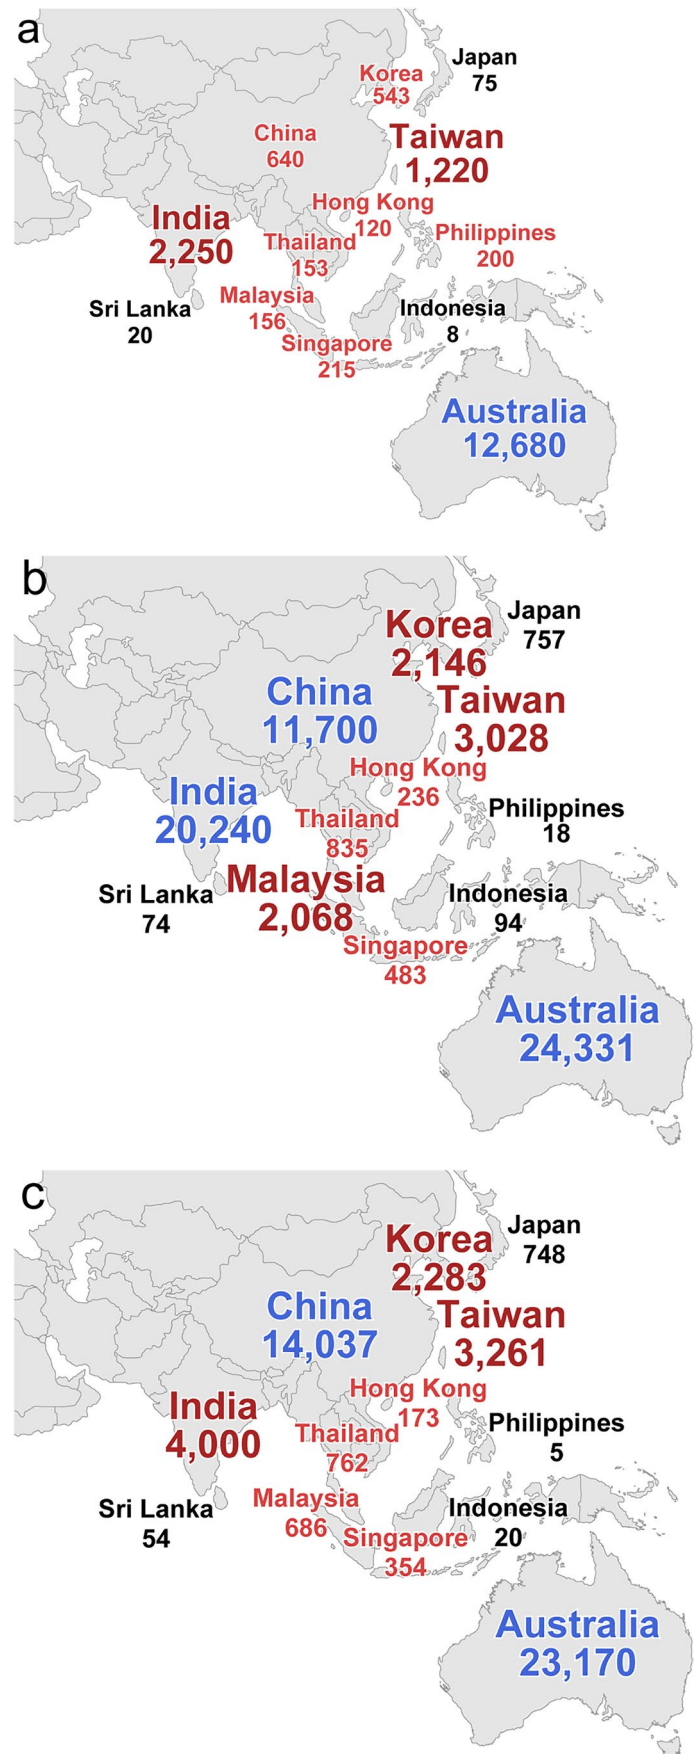 a
Japan
75
Korea
543
China
640
Taiwan
1,220
Hong Kong
120
India
2,250
Philippines
200
Thailand
153
Malaysia
156
Sri Lanka
20
Indonesia
8
Singapore
215
Australia
12,680
b
Japan
757
Korea
2,146
China
11,700
Taiwan
3,028
Hong Kong
236
India
20,240
Philippines
18
Thailand
835
Malaysia
2,068
Sri Lanka
74
Indonesia
94
Singapore
483
Australia
24,331
c
Japan
748
Korea
2,283
China
14,037
Taiwan
3,261
Hong Kong
173
India
4,000
Philippines
5
Thailand
762
Malaysia
686
Sri Lanka
54
Indonesia
20
Singapore
354
Australia
23,170